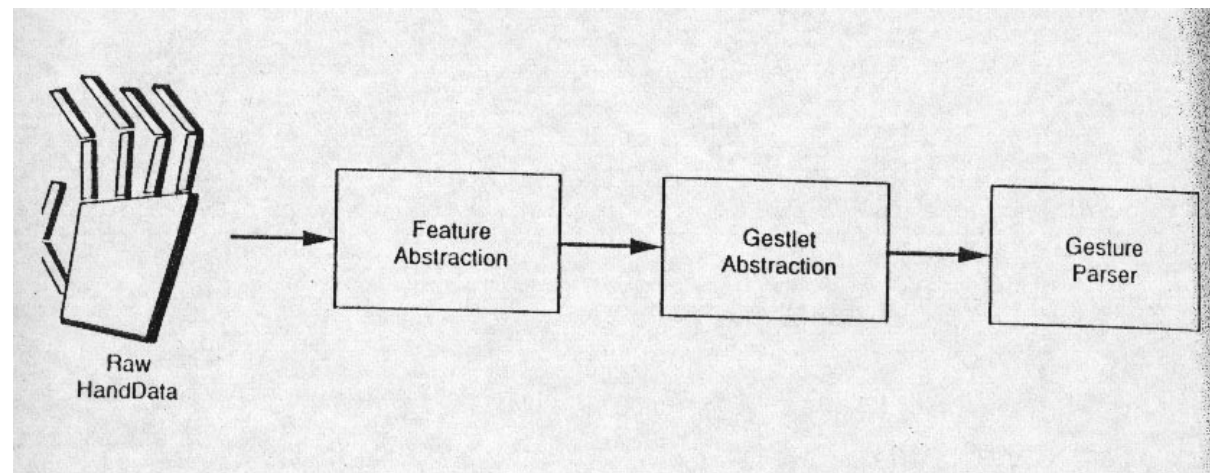 Raw
HandData
Feature
Abstraction
Gestlet
Abstraction
Gesture
Parser